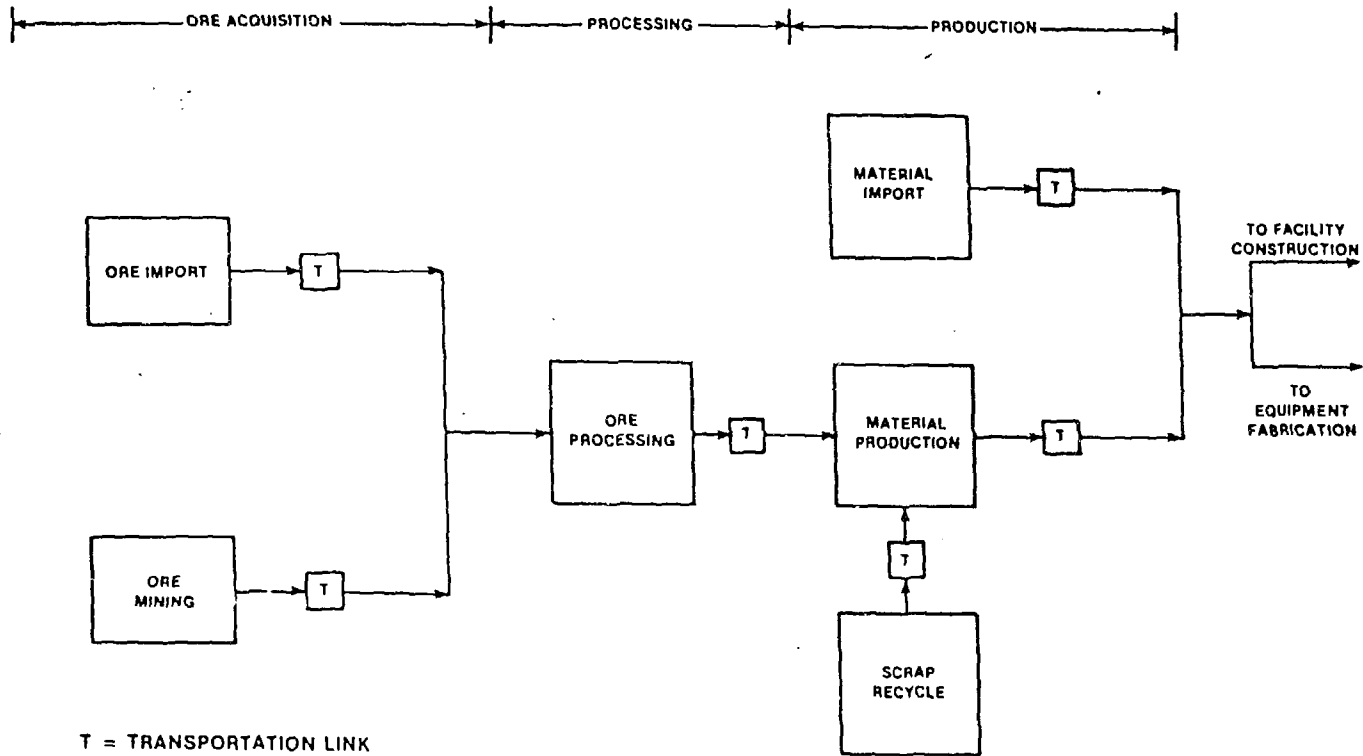 ORE ACQUISITION
PROCESSING
PRODUCTION
MATERIAL
IMPORT
T
TO FACILITY
CONSTRUCTION
ORE IMPORT
T
ORE
PROCESSING
T
MATERIAL
PRODUCTION
T
TO
EQUIPMENT
FABRICATION
T
ORE
MINING
T
SCRAP
RECYCLE
T = TRANSPORTATION LINK